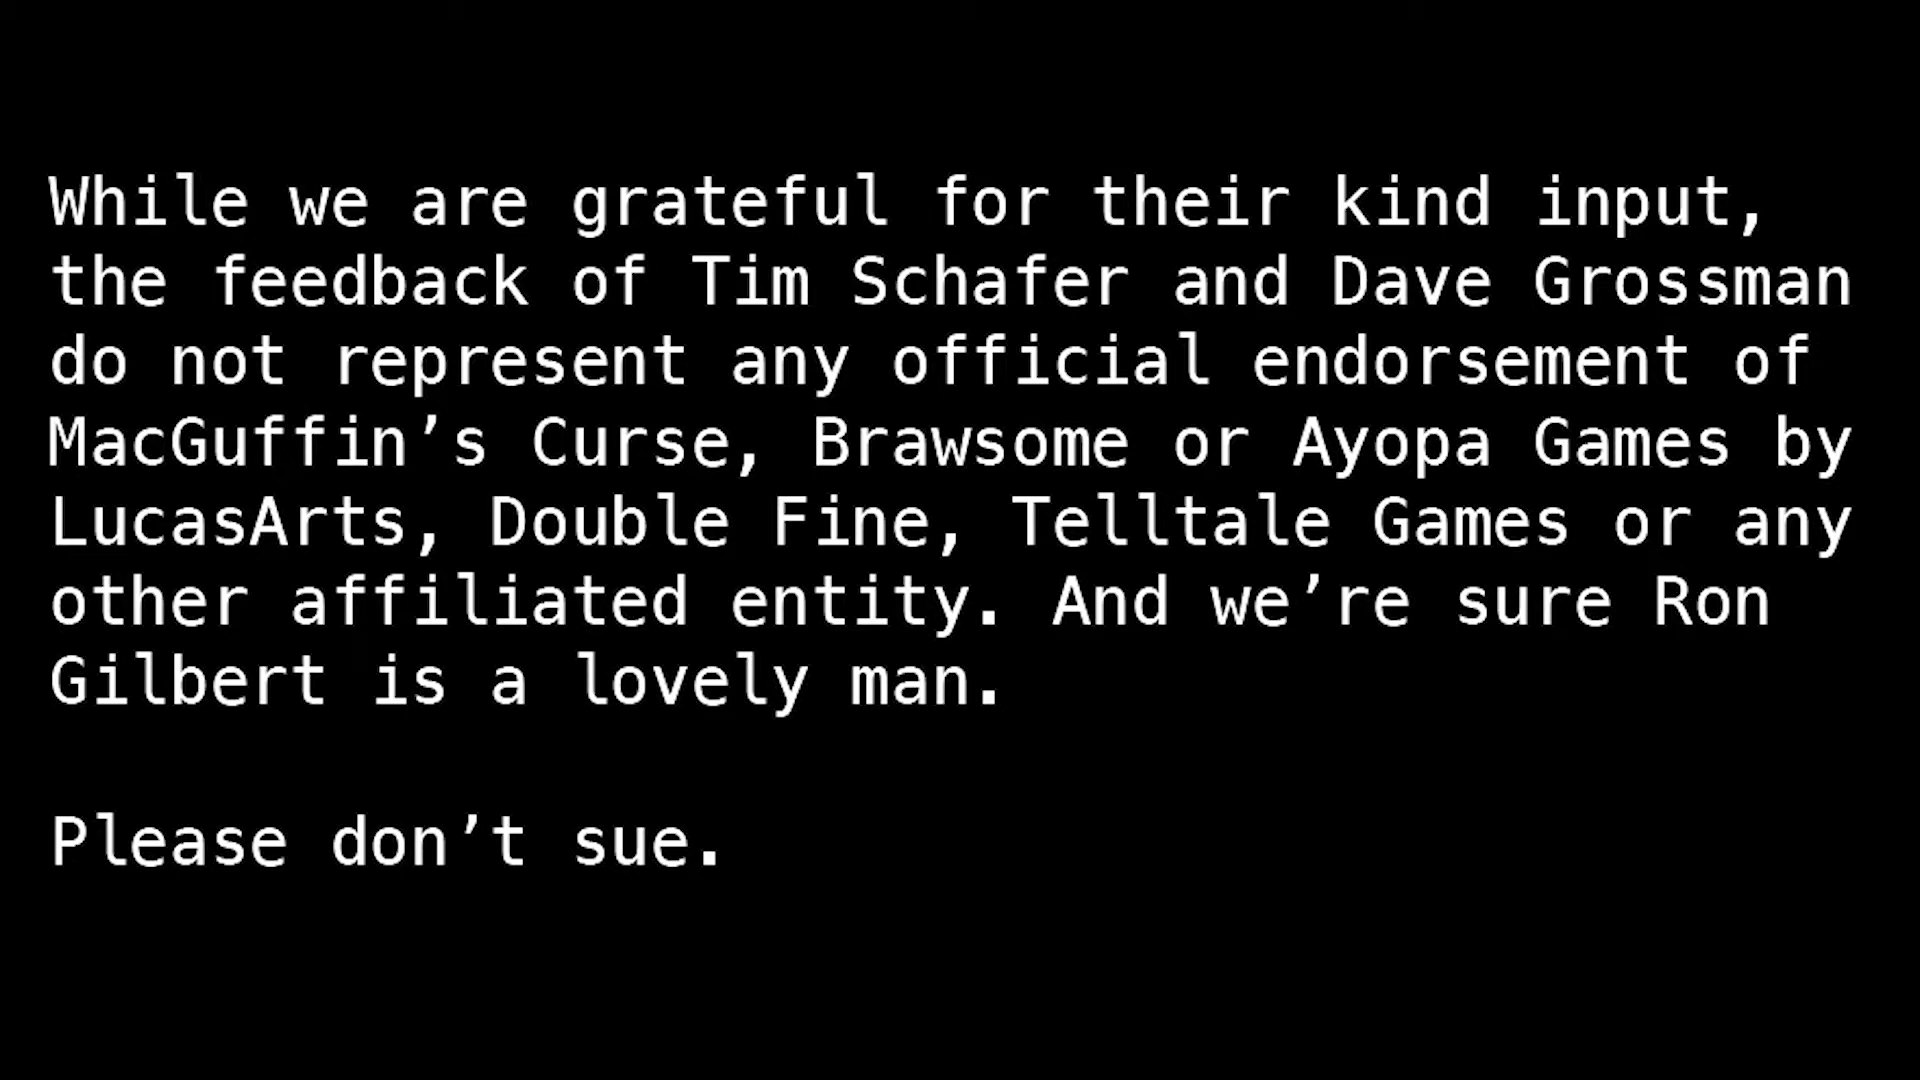 While we are grateful for their kind input,
the feedback of Tim Schafer and Dave Grossman
do not represent any official endorsement of
MacGuffin’s Curse, Brawsome or Ayopa Games by
LucasArts, Double Fine, Telltale Games or any
other affiliated entity. And we’re sure Ron
Gilbert is a lovely man.
Please don’t sue.